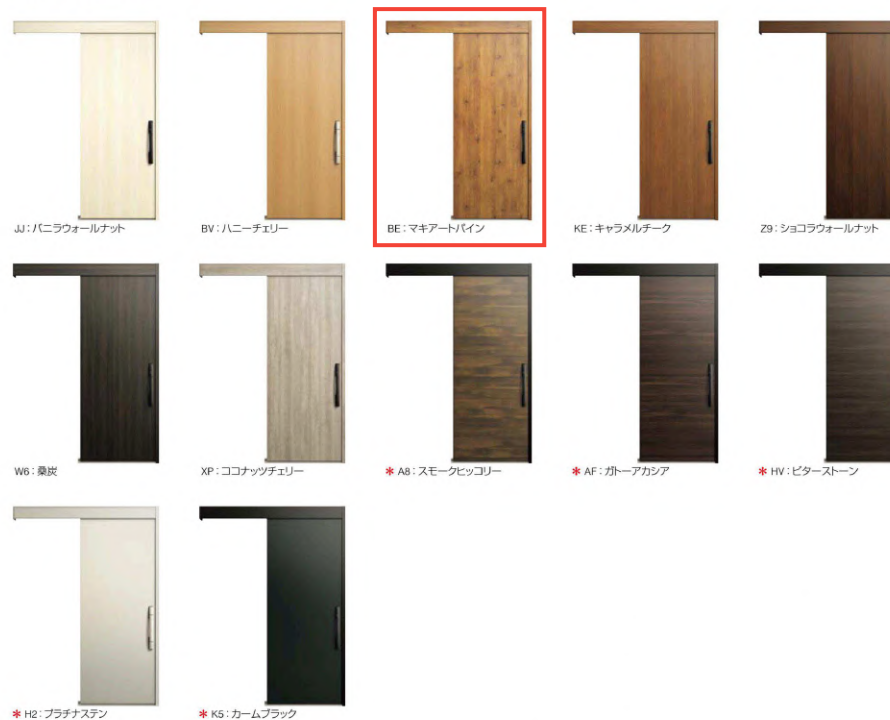 JJ：バニラウォールナット
BV：ハニーチェリー
BE：マキアートパイン
KE：キャラメルチーク
Z9：ショコラウォールナット
W6：桑炭
XP：ココナッツチェリー
* A8：スモークヒッコリー
* AF：ガトーアカシア
* HV：ビターストーン
* H2：プラチナステン
* K5：カームブラック